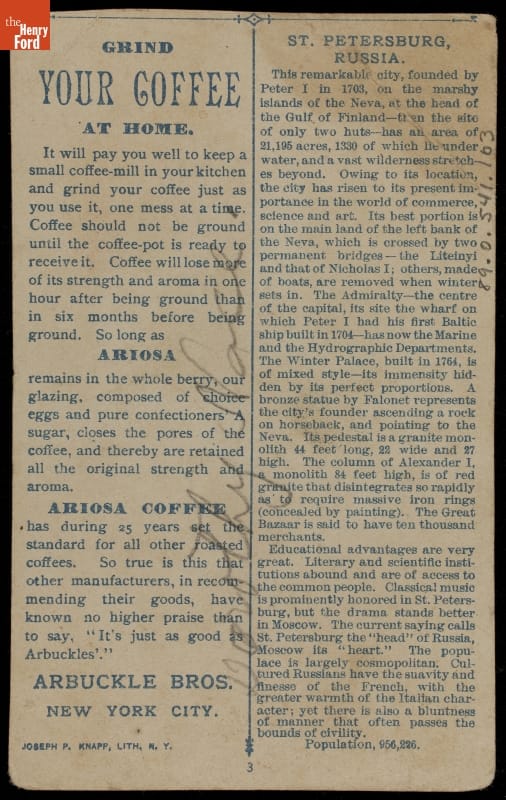 the
Henry
Ford
GRIND
YOUR COFFEE
AT HOME.
It will pay you well to keep a
small coffee-mill in your kitchen
and grind your coffee just as
you use it, one mess at a time.
Coffee should not be ground
until the coffee-pot is ready to
receive it. Coffee will lose more
of its strength and aroma in one
hour after being ground than
in six months before being
ground. So long as
ARIOSA
remains in the whole berry, our
glazing, composed of choice
eggs and pure confectioners' A
sugar, closes the pores of the
coffee, and thereby are retained
all the original strength and
aroma.
ARIOSA COFFEE
has during 25 years set the
standard for all other roasted
coffees. So true is this that
other manufacturers, in recom-
mending their goods, have
known no higher praise than
to say, "It's just as good as
Arbuckles'."
ARBUCKLE BROS.
NEW YORK CITY.
JOSEPH P. KNAPP, LITH, N. Y.
ST. PETERSBURG,
RUSSIA.
This remarkable city, founded by
Peter I in 1703, on the marshy
islands of the Neva, at the head of
the Gulf of Finland—then the site
of only two huts—has an area of
21,195 acres, 1330 of which lie under
water, and a vast wilderness stretch-
es beyond. Owing to its location,
the city has risen to its present im-
portance in the world of commerce,
science and art. Its best portion is
on the main land of the left bank of
the Neva, which is crossed by two
permanent bridges—the Liteinyi
and that of Nicholas I; others, made
of boats, are removed when winter
sets in. The Admiralty—the centre
of the capital, its site the wharf on
which Peter I had his first Baltic
ship built in 1704—has now the Marine
and the Hydrographic Departments.
The Winter Palace, built in 1764, is
of mixed style—its immensity hid-
den by its perfect proportions. A
bronze statue by Falonet represents
the city's founder ascending a rock
on horseback, and pointing to the
Neva. Its pedestal is a granite mon-
olith 44 feet long, 22 wide and 27
high. The column of Alexander I,
a monolith 84 feet high, is of red
granite that disintegrates so rapidly
as to require massive iron rings
(concealed by painting). The Great
Bazaar is said to have ten thousand
merchants.
Educational advantages are very
great. Literary and scientific insti-
tutions abound and are of access to
the common people. Classical music
is prominently honored in St. Peters-
burg, but the drama stands better
in Moscow. The current saying calls
St. Petersburg the "head" of Russia,
Moscow its "heart." The popu-
lace is largely cosmopolitan. Cul-
tured Russians have the suavity and
finesse of the French, with the
greater warmth of the Italian char-
acter; yet there is also a bluntness
of manner that often passes the
bounds of civility.
Population, 956,226.
3
89.0.541.163